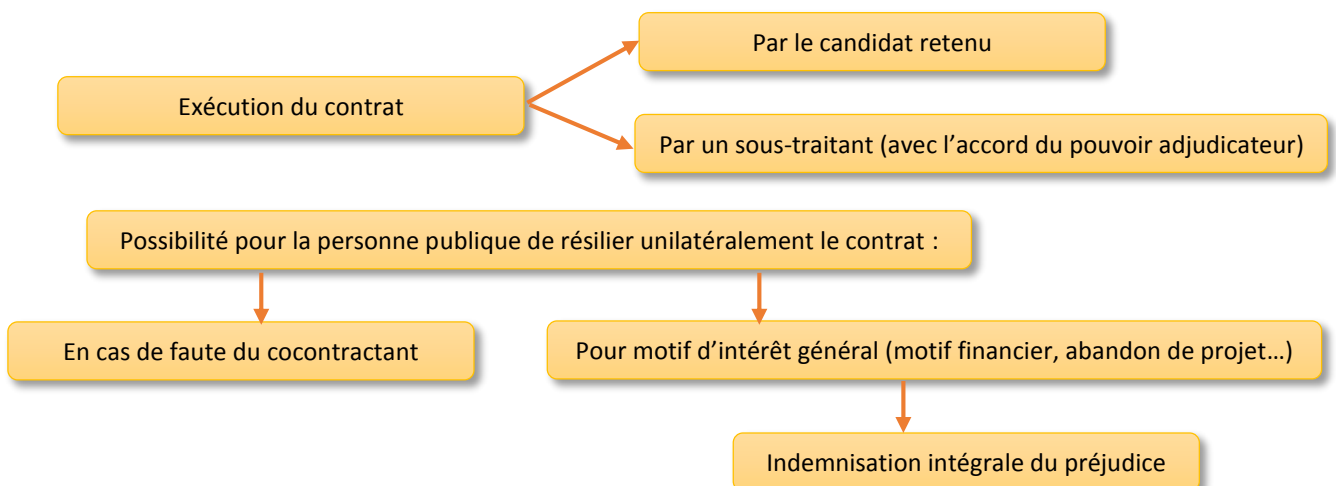 Par le candidat retenu
Exécution du contrat
Par un sous-traitant (avec l’accord du pouvoir adjudicateur)
Possibilité pour la personne publique de résilier unilatéralement le contrat :
En cas de faute du cocontractant
Pour motif d’intérêt général (motif financier, abandon de projet…)
Indemnisation intégrale du préjudice